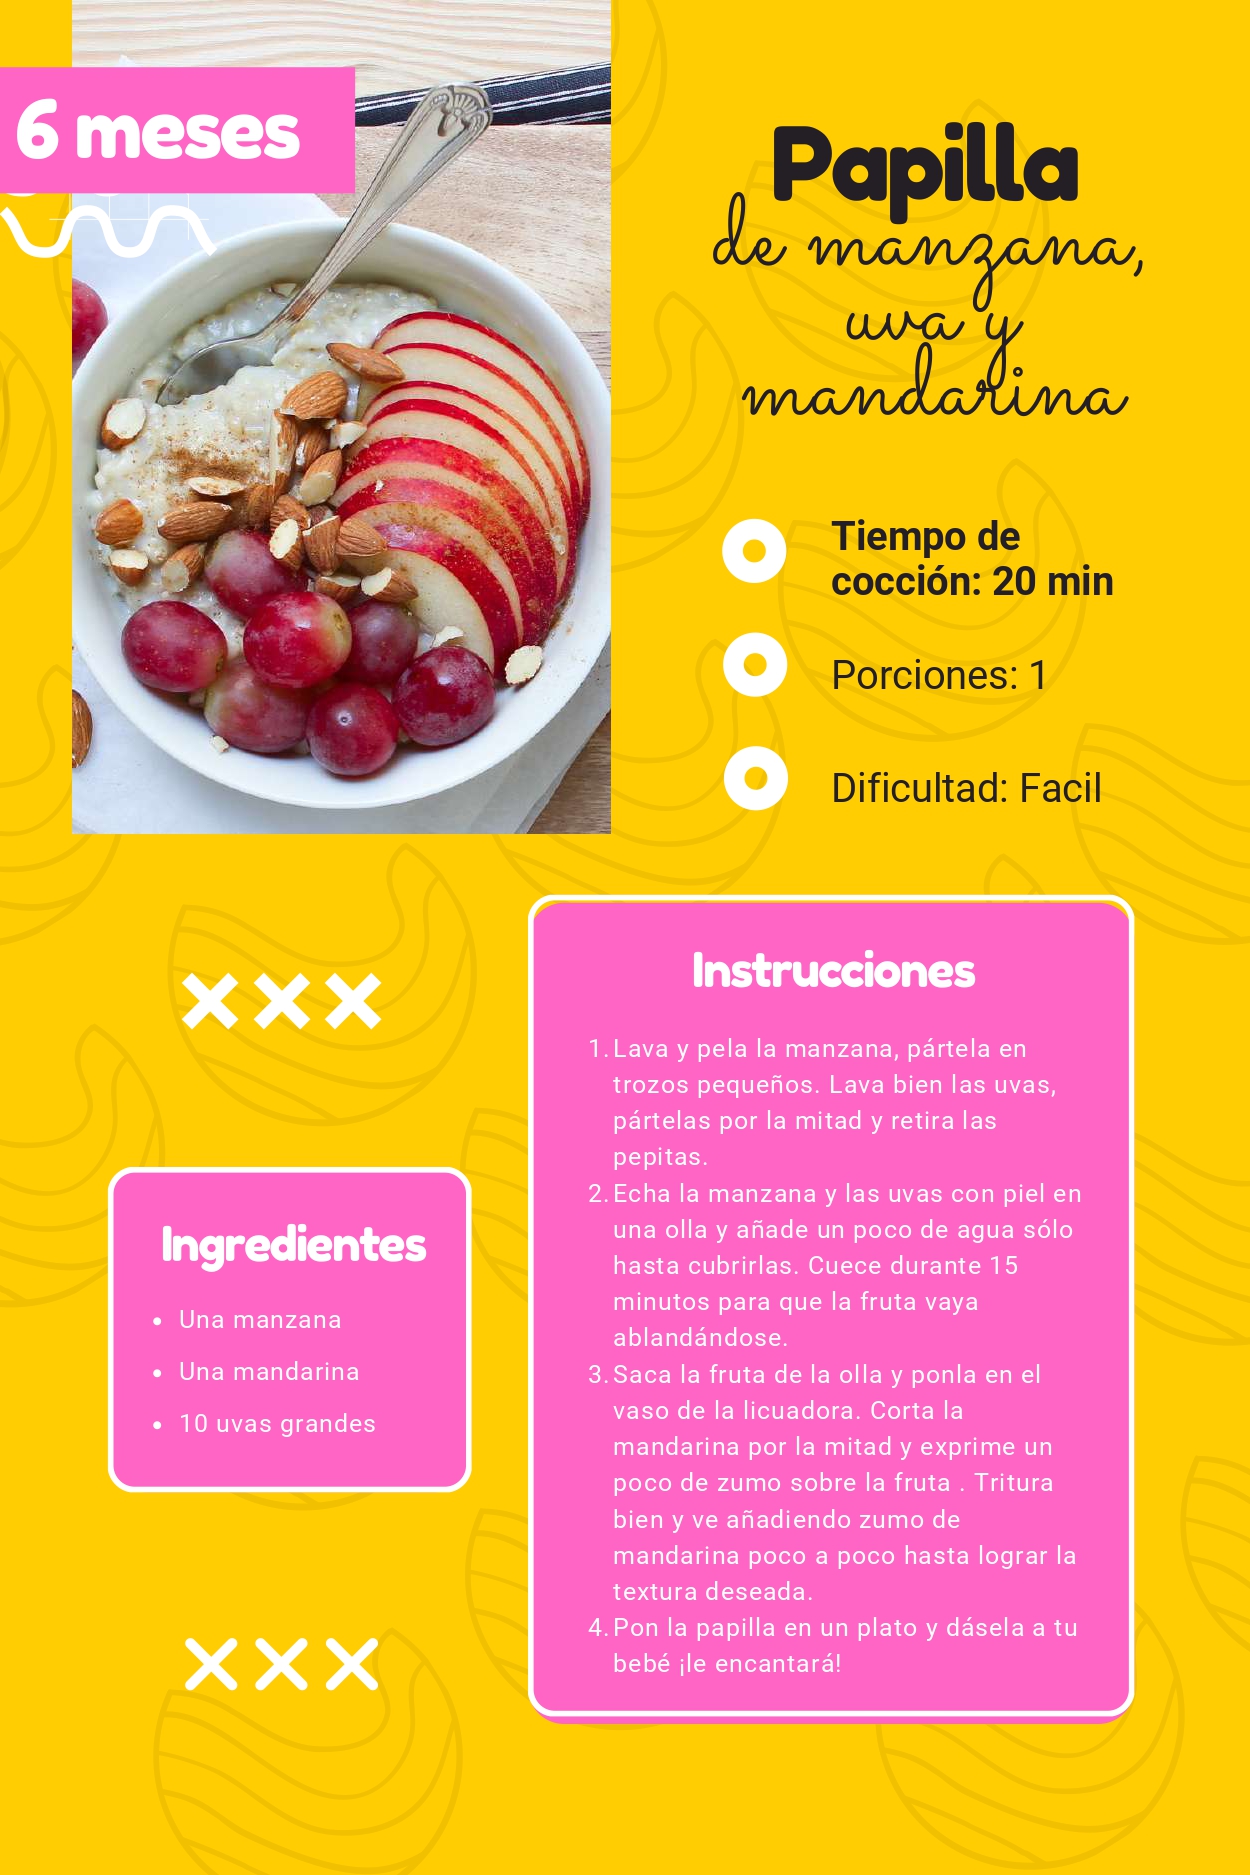 6 meses
Papilla
de manzana,
uva y
mandarina
Tiempo de
cocción: 20 min
Porciones: 1
Dificultad: Facil
Instrucciones
1. Lava y pela la manzana, pártela en
trozos pequeños. Lava bien las uvas,
pártelas por la mitad y retira las
pepitas.
2. Echa la manzana y las uvas con piel en
una olla y añade un poco de agua sólo
hasta cubrirlas. Cuece durante 15
minutos para que la fruta vaya
ablandándose.
3. Saca la fruta de la olla y ponla en el
vaso de la licuadora. Corta la
mandarina por la mitad y exprime un
poco de zumo sobre la fruta . Tritura
bien y ve añadiendo zumo de
mandarina poco a poco hasta lograr la
textura deseada.
4. Pon la papilla en un plato y dásela a tu
bebé ¡le encantará!
Ingredientes
• Una manzana
• Una mandarina
• 10 uvas grandes